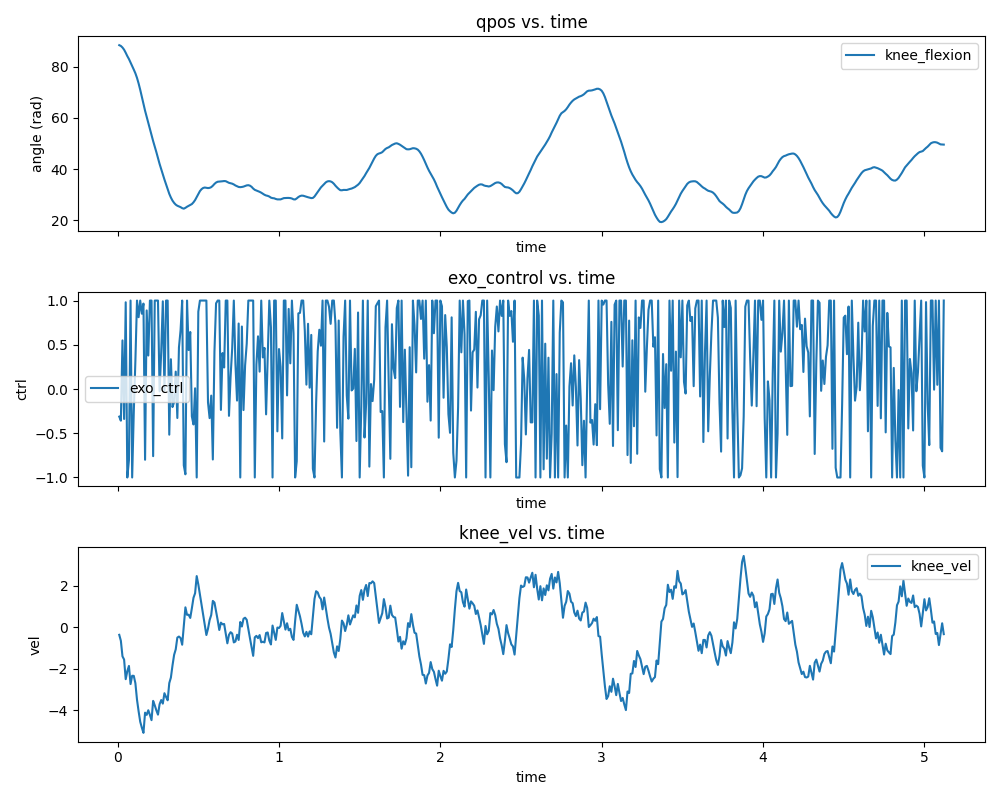 qpos vs. time
knee_flexion
80
60
40
20
angle (rad)
time
exo_control vs. time
1.0
0.5
0.0
−0.5
−1.0
ctrl
exo_ctrl
time
knee_vel vs. time
knee_vel
2
0
−2
−4
vel
0 1 2 3 4 5
time